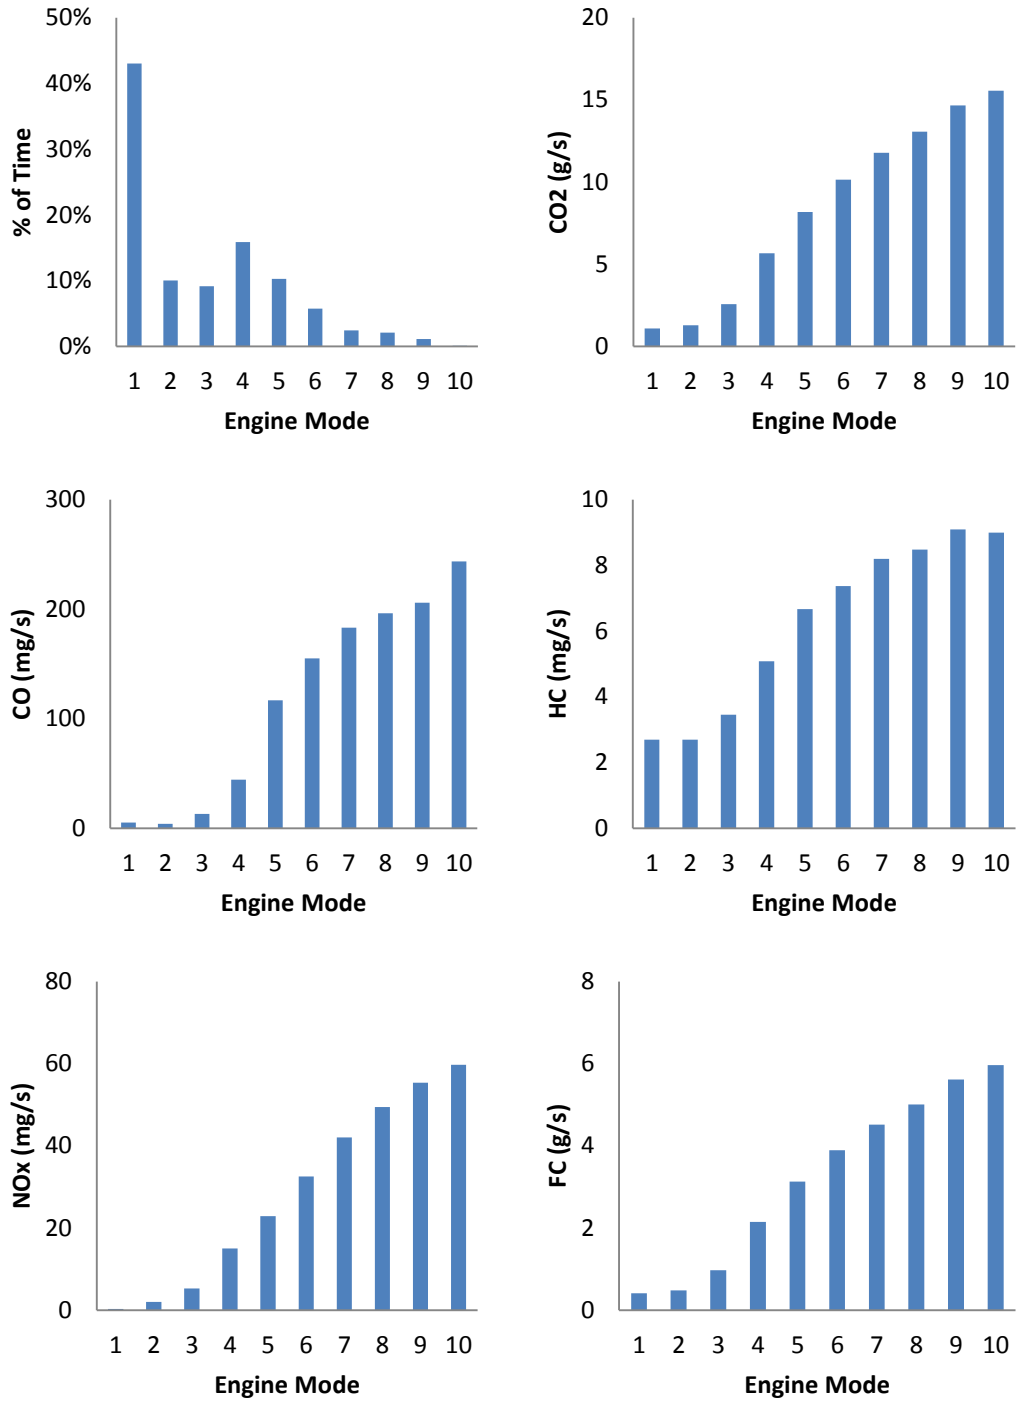 50%
40%
30%
20%
10%
0%
% of Time
1 2 3 4 5 6 7 8 9 10
Engine Mode
20
15
10
5
0
CO2 (g/s)
1 2 3 4 5 6 7 8 9 10
Engine Mode
300
200
100
0
CO (mg/s)
1 2 3 4 5 6 7 8 9 10
Engine Mode
10
8
6
4
2
0
HC (mg/s)
1 2 3 4 5 6 7 8 9 10
Engine Mode
80
60
40
20
0
NOx (mg/s)
1 2 3 4 5 6 7 8 9 10
Engine Mode
8
6
4
2
0
FC (g/s)
1 2 3 4 5 6 7 8 9 10
Engine Mode